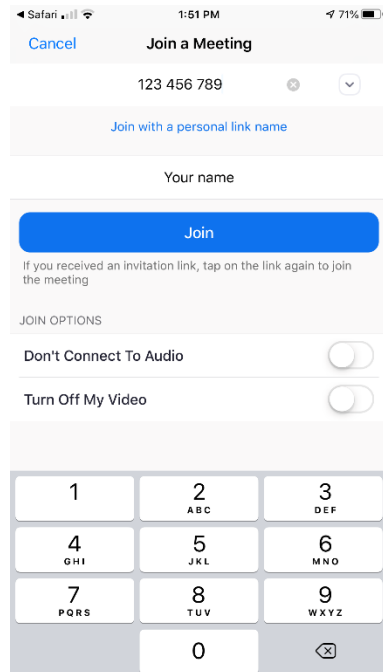 Safari 1:51 PM 71%
Cancel Join a Meeting
123 456 789
Join with a personal link name
Your name
Join
If you received an invitation link, tap on the link again to join
the meeting
JOIN OPTIONS
Don't Connect To Audio
Turn Off My Video
1 2 3
ABC DEF
4 5 6
GHI JKL MNO
7 8 9
PQRS TUV WXYZ
0